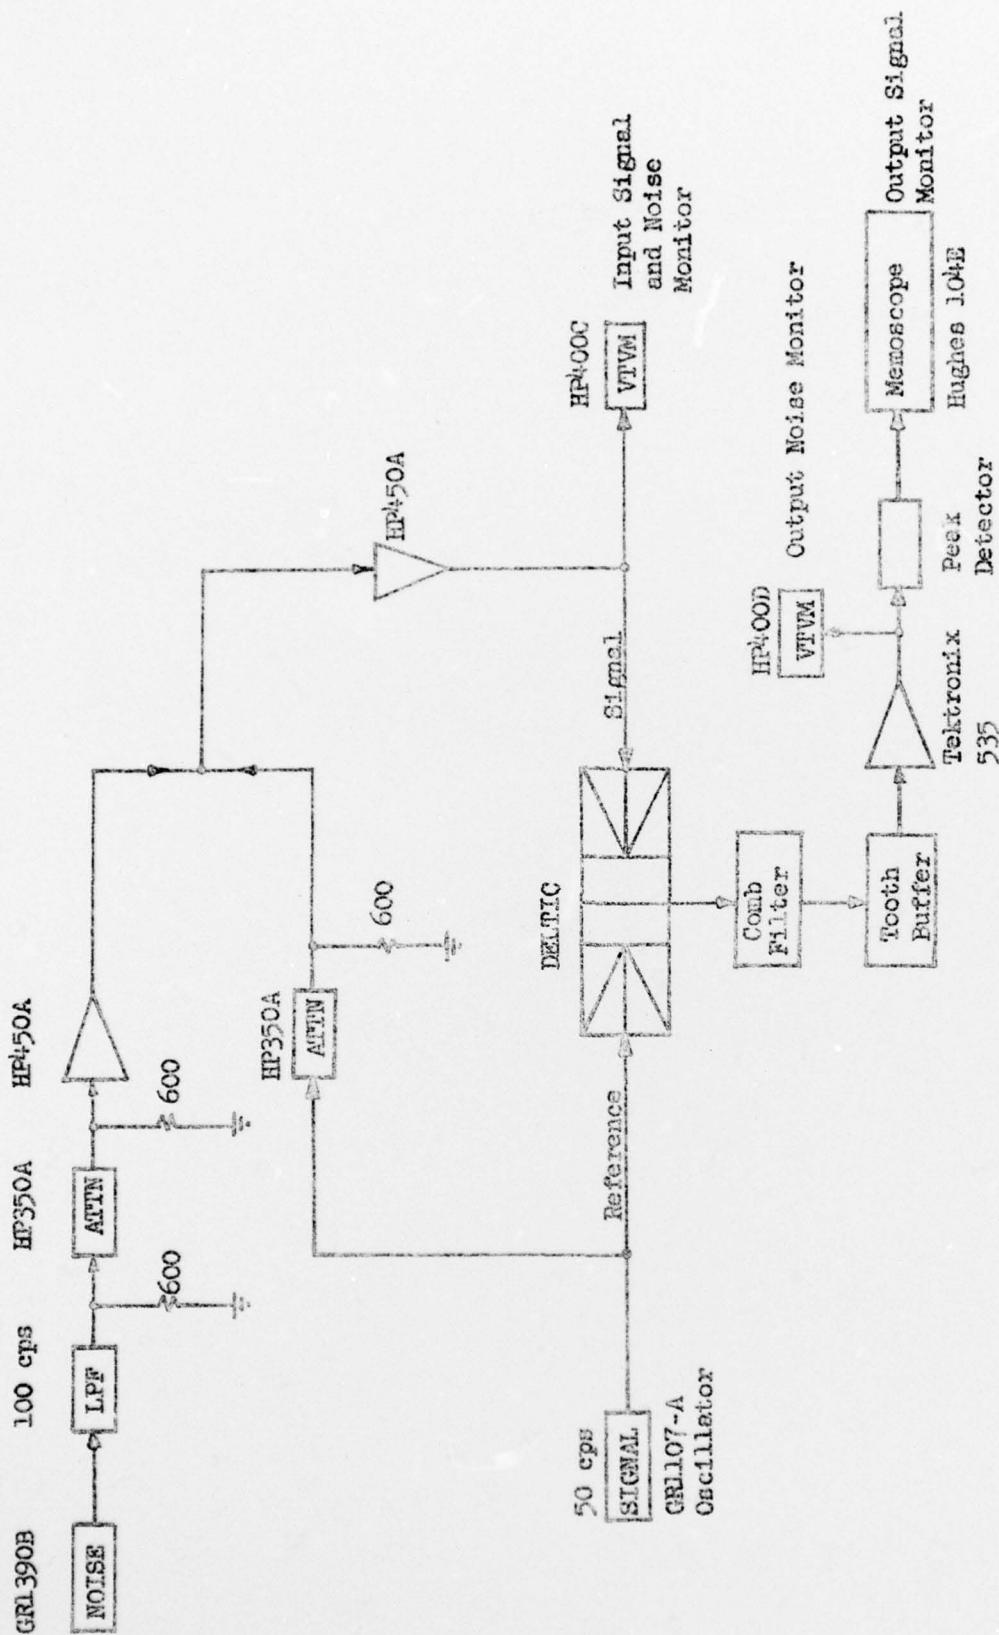 GR1390B
100 cps
HP350A
HP450A
NOISE
LPF
ATTN
600
600
HP350A
ATTN
600
HP450A
50 cps
SIGNAL
GR1107-A
Oscillator
Reference
DELTIC
Signal
HP400C
VTVM
Input Signal
and Noise
Monitor
Comb
Filter
Tooth
Buffer
HP400D
VTVM
Output Noise Monitor
Tektronix
535
Peak
Detector
Memoscope
Hughes 104E
Output Signal
Monitor